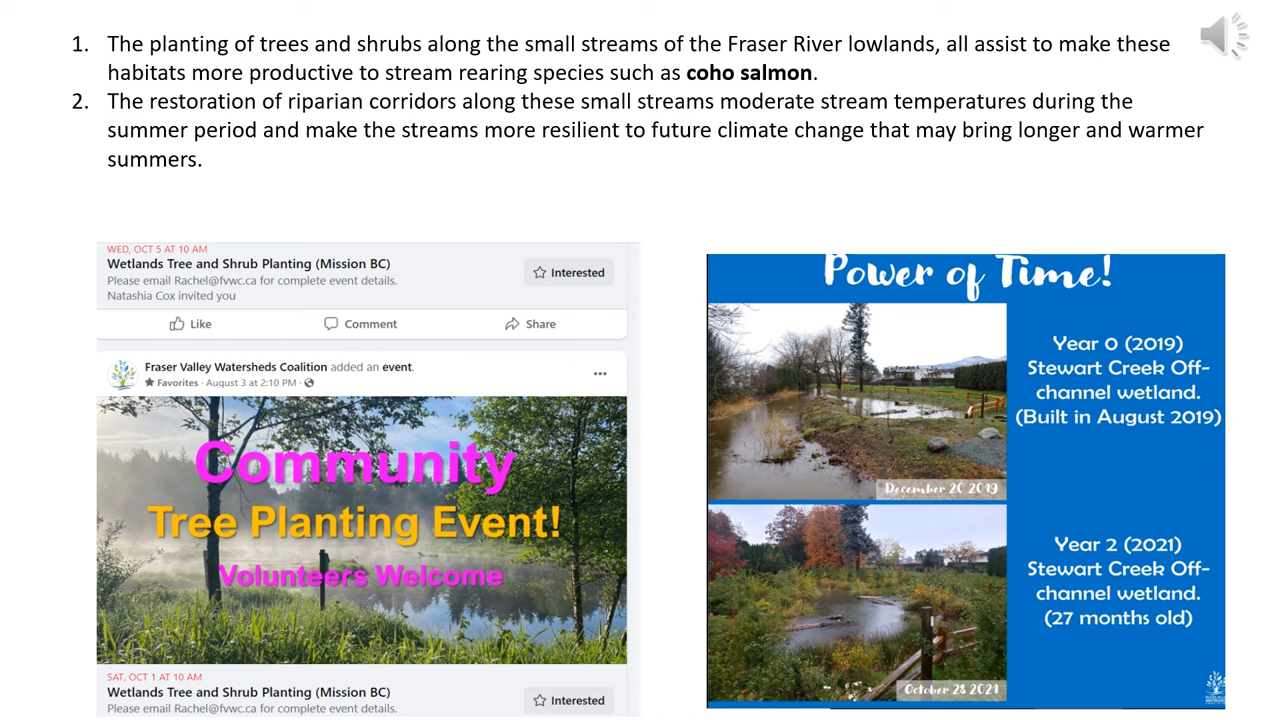 1. The planting of trees and shrubs along the small streams of the Fraser River lowlands, all assist to make these
habitats more productive to stream rearing species such as coho salmon.
2. The restoration of riparian corridors along these small streams moderate stream temperatures during the
summer period and make the streams more resilient to future climate change that may bring longer and warmer
summers.
WED, OCT 5 AT 10 AM
Wetlands Tree and Shrub Planting (Mission BC)
Please email Rachel@fvwc.ca for complete event details.
Natashia Cox invited you
Interested
Like Comment Share
Fraser Valley Watersheds Coalition added an event.
Favorites · August 3 at 2:10 PM ·
Community
Tree Planting Event!
Volunteers Welcome
SAT, OCT 1 AT 10 AM
Wetlands Tree and Shrub Planting (Mission BC)
Please email Rachel@fvwc.ca for complete event details.
Interested
Power of Time!
Year 0 (2019)
Stewart Creek Off-
channel wetland.
(Built in August 2019)
December 20 2019
Year 2 (2021)
Stewart Creek Off-
channel wetland.
(27 months old)
October 28 2021